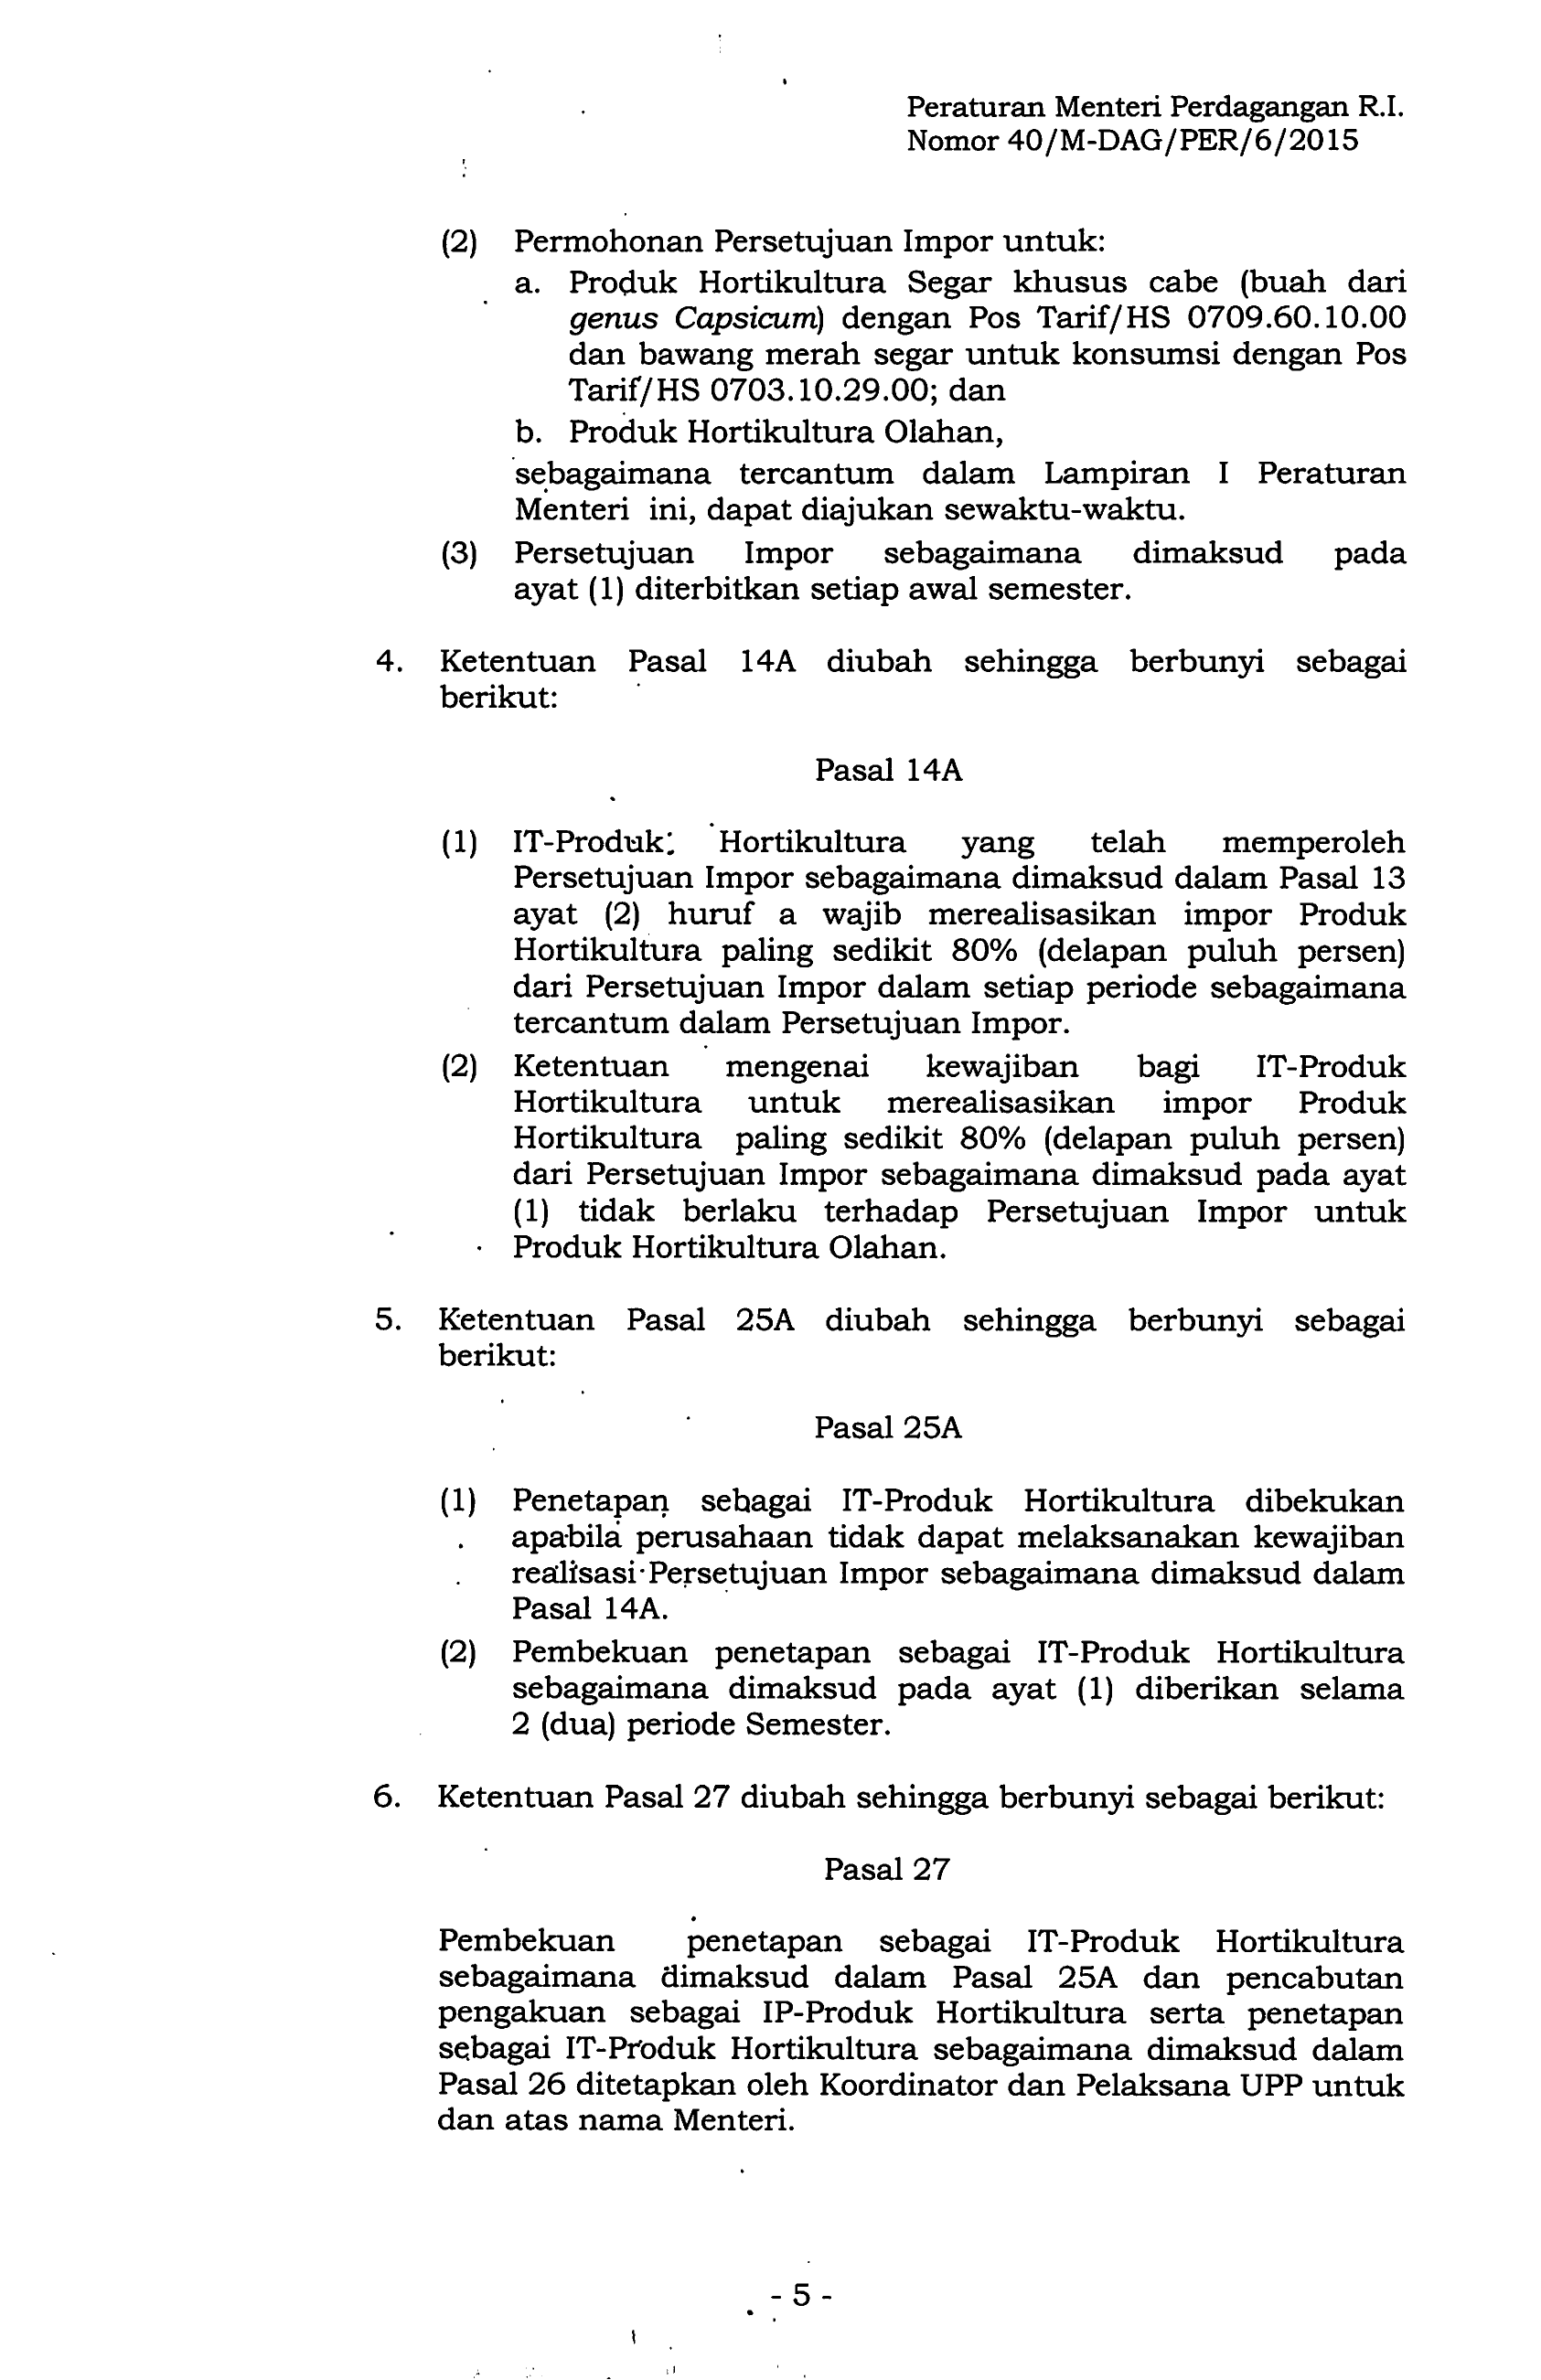 Peraturan Menteri Perdagangan R.I.
Nomor 40/M-DAG/PER/6/2015
(2) Permohonan Persetujuan Impor untuk:
a. Produk Hortikultura Segar khusus cabe (buah dari
genus Capsicum) dengan Pos Tarif/HS 0709.60.10.00
dan bawang merah segar untuk konsumsi dengan Pos
Tarif/HS 0703.10.29.00; dan
b. Produk Hortikultura Olahan,
sebagaimana tercantum dalam Lampiran I Peraturan
Menteri ini, dapat diajukan sewaktu-waktu.
(3) Persetujuan Impor sebagaimana dimaksud pada
ayat (1) diterbitkan setiap awal semester.
4. Ketentuan Pasal 14A diubah sehingga berbunyi sebagai
berikut:
Pasal 14A
(1) IT-Produk Hortikultura yang telah memperoleh
Persetujuan Impor sebagaimana dimaksud dalam Pasal 13
ayat (2) huruf a wajib merealisasikan impor Produk
Hortikultura paling sedikit 80% (delapan puluh persen)
dari Persetujuan Impor dalam setiap periode sebagaimana
tercantum dalam Persetujuan Impor.
(2) Ketentuan mengenai kewajiban bagi IT-Produk
Hortikultura untuk merealisasikan impor Produk
Hortikultura paling sedikit 80% (delapan puluh persen)
dari Persetujuan Impor sebagaimana dimaksud pada ayat
(1) tidak berlaku terhadap Persetujuan Impor untuk
Produk Hortikultura Olahan.
5. Ketentuan Pasal 25A diubah sehingga berbunyi sebagai
berikut:
Pasal 25A
(1) Penetapan sebagai IT-Produk Hortikultura dibekukan
apabila perusahaan tidak dapat melaksanakan kewajiban
realisasi Persetujuan Impor sebagaimana dimaksud dalam
Pasal 14A.
(2) Pembekuan penetapan sebagai IT-Produk Hortikultura
sebagaimana dimaksud pada ayat (1) diberikan selama
2 (dua) periode Semester.
6. Ketentuan Pasal 27 diubah sehingga berbunyi sebagai berikut:
Pasal 27
Pembekuan penetapan sebagai IT-Produk Hortikultura
sebagaimana dimaksud dalam Pasal 25A dan pencabutan
pengakuan sebagai IP-Produk Hortikultura serta penetapan
sebagai IT-Produk Hortikultura sebagaimana dimaksud dalam
Pasal 26 ditetapkan oleh Koordinator dan Pelaksana UPP untuk
dan atas nama Menteri.
- 5 -